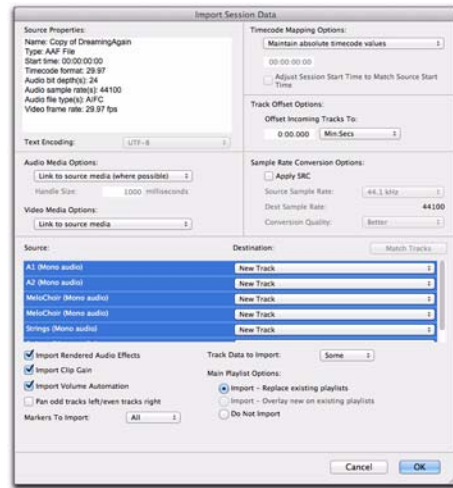 Import Session Data
Source Properties:
Name: Copy of DreamingAgain
Type: AAF File
Start time: 00:00:00:00
Timecode format: 29.97
Audio bit depth(s): 24
Audio sample rate(s): 44100
Audio file type(s): AIFC
Video frame rate: 29.97 fps
Text Encoding: UTF-8
Timecode Mapping Options:
Maintain absolute timecode values
00:00:00:00
Adjust Session Start Time to Match Source Start Time
Track Offset Options:
Offset Incoming Tracks To:
0:00.000 Min:Secs
Audio Media Options:
Link to source media (where possible)
Handle Size: 1000 milliseconds
Video Media Options:
Link to source media
Sample Rate Conversion Options:
Apply SRC
Source Sample Rate: 44.1 kHz
Dest Sample Rate: 44100
Conversion Quality: Better
Source: Destination: Match Tracks
A1 (Mono audio) New Track
A2 (Mono audio) New Track
MeloChoir (Mono audio) New Track
MeloChoir (Mono audio) New Track
Strings (Mono audio) New Track
Import Rendered Audio Effects
Import Clip Gain
Import Volume Automation
Pan odd tracks left/even tracks right
Markers To Import: All
Track Data to Import: Some
Main Playlist Options:
Import - Replace existing playlists
Import - Overlay new on existing playlists
Do Not Import
Cancel OK